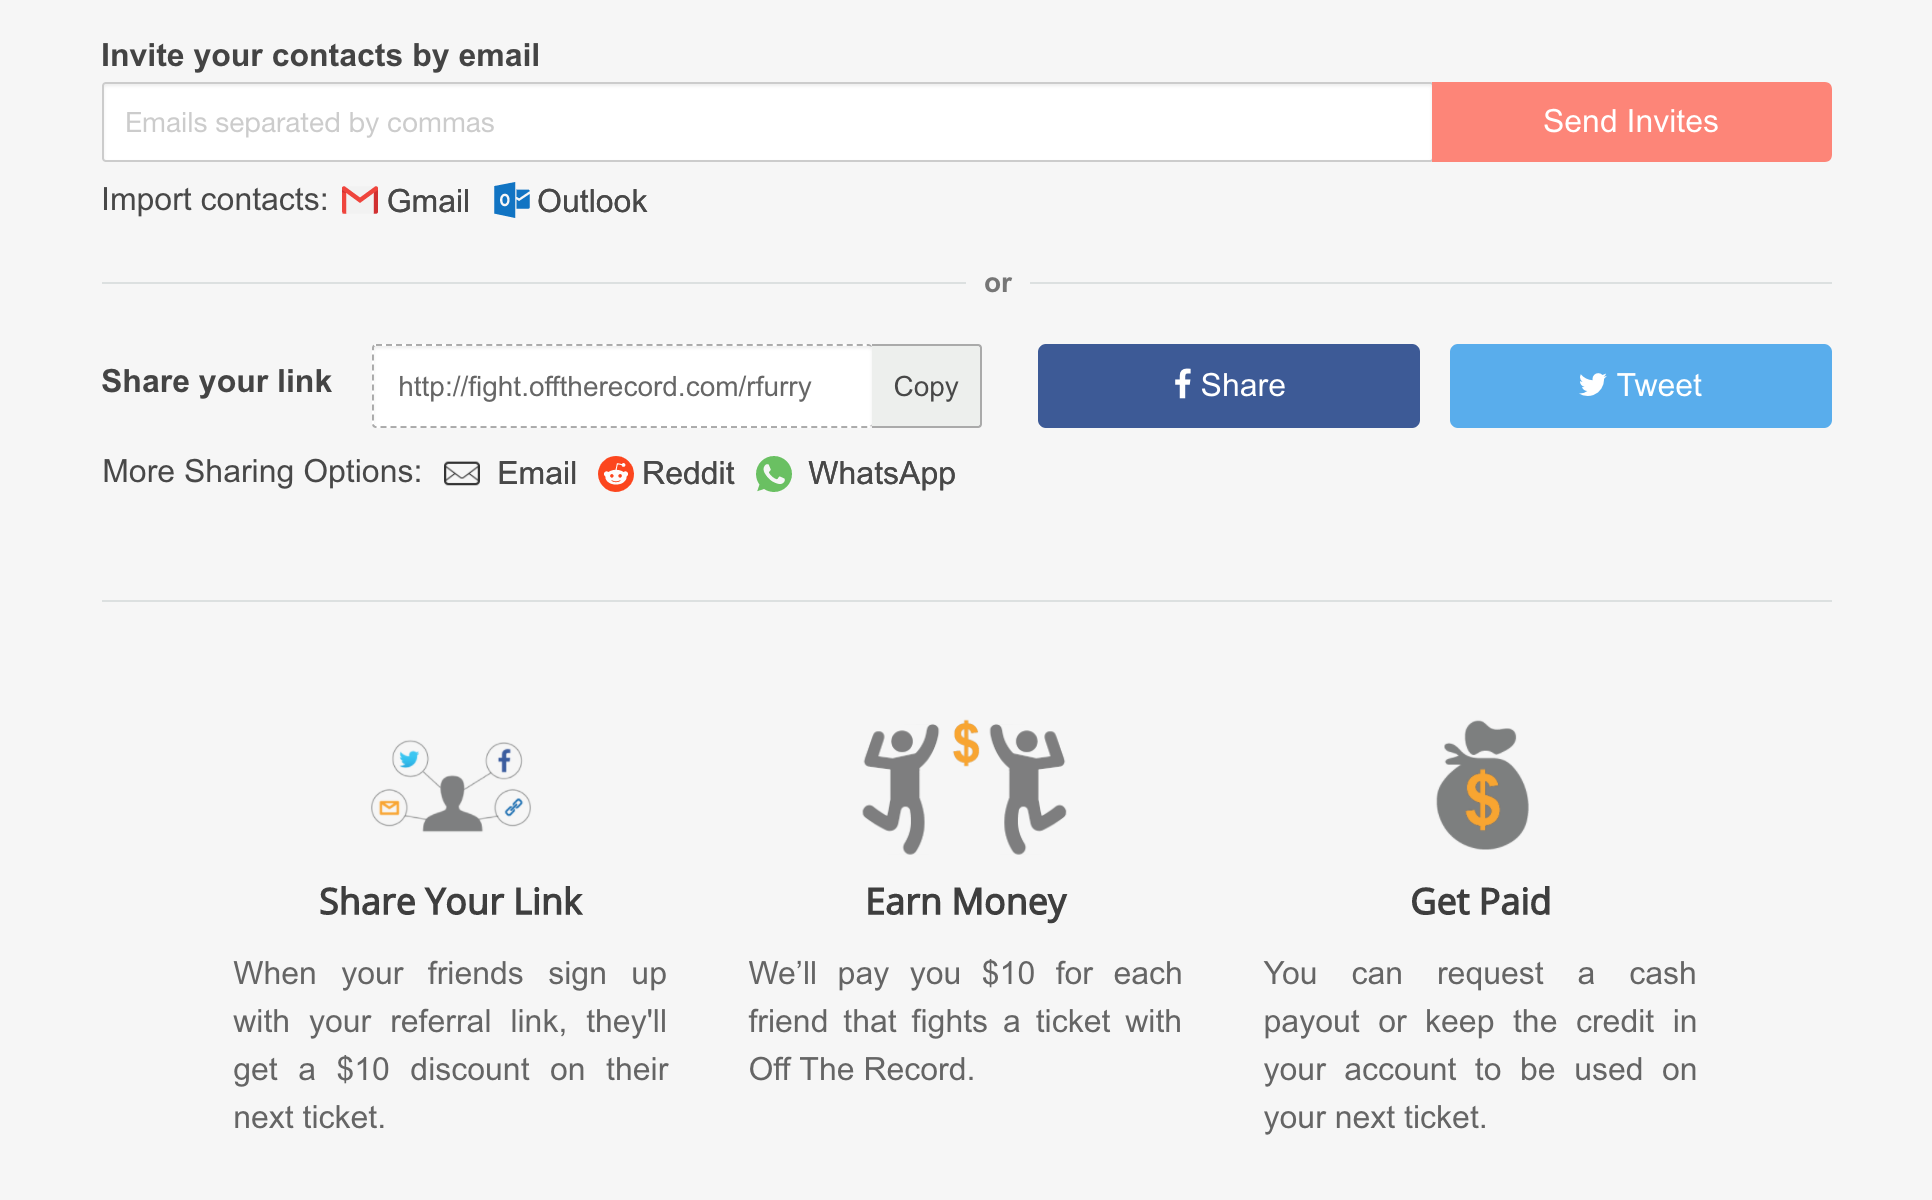 Invite your contacts by email
Emails separated by commas
Send Invites
Import contacts: Gmail Outlook
or
Share your link
http://fight.offtherecord.com/rfurry
Copy
Share
Tweet
More Sharing Options: Email Reddit WhatsApp
$
$
Share Your Link
When your friends sign up
with your referral link, they'll
get a $10 discount on their
next ticket.
Earn Money
We’ll pay you $10 for each
friend that fights a ticket with
Off The Record.
Get Paid
You can request a cash
payout or keep the credit in
your account to be used on
your next ticket.